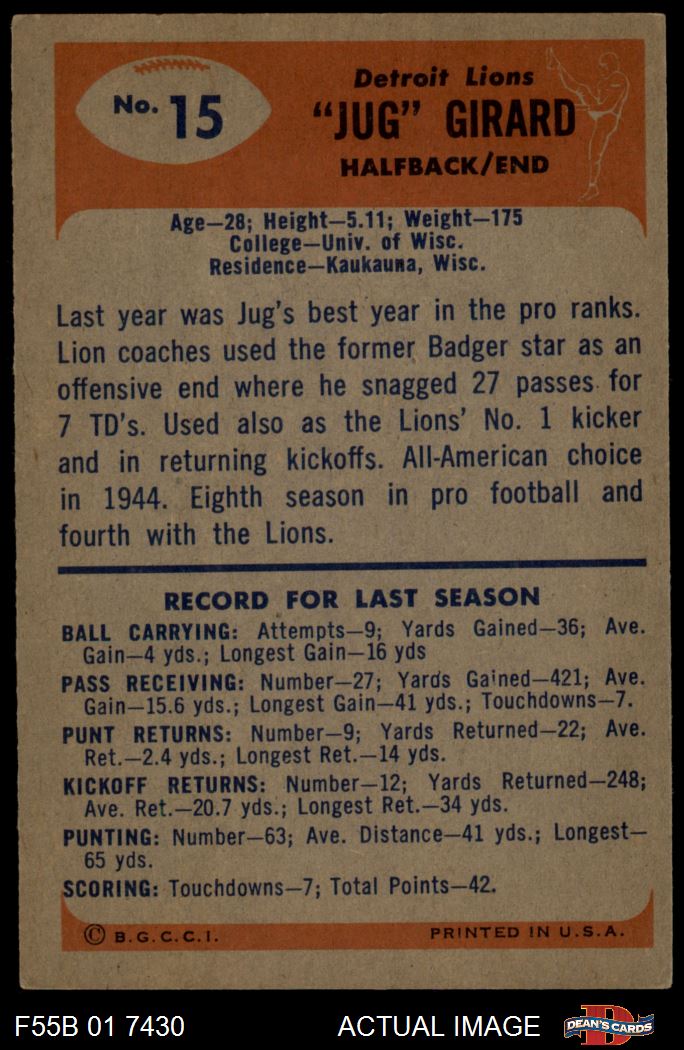 No. 15
Detroit Lions
"JUG" GIRARD
HALFBACK/END
Age—28; Height—5.11; Weight—175
College—Univ. of Wisc.
Residence—Kaukauna, Wisc.
Last year was Jug's best year in the pro ranks.
Lion coaches used the former Badger star as an
offensive end where he snagged 27 passes for
7 TD's. Used also as the Lions' No. 1 kicker
and in returning kickoffs. All-American choice
in 1944. Eighth season in pro football and
fourth with the Lions.
RECORD FOR LAST SEASON
BALL CARRYING: Attempts—9; Yards Gained—36; Ave.
Gain—4 yds.; Longest Gain—16 yds
PASS RECEIVING: Number—27; Yards Gained—421; Ave.
Gain—15.6 yds.; Longest Gain—41 yds.; Touchdowns—7.
PUNT RETURNS: Number—9; Yards Returned—22; Ave.
Ret.—2.4 yds.; Longest Ret.—14 yds.
KICKOFF RETURNS: Number—12; Yards Returned—248;
Ave. Ret.—20.7 yds.; Longest Ret.—34 yds.
PUNTING: Number—63; Ave. Distance—41 yds.; Longest—
65 yds.
SCORING: Touchdowns—7; Total Points—42.
© B.G.C.C.I.
PRINTED IN U.S.A.
F55B 01 7430
ACTUAL IMAGE
D
DEAN'S CARDS